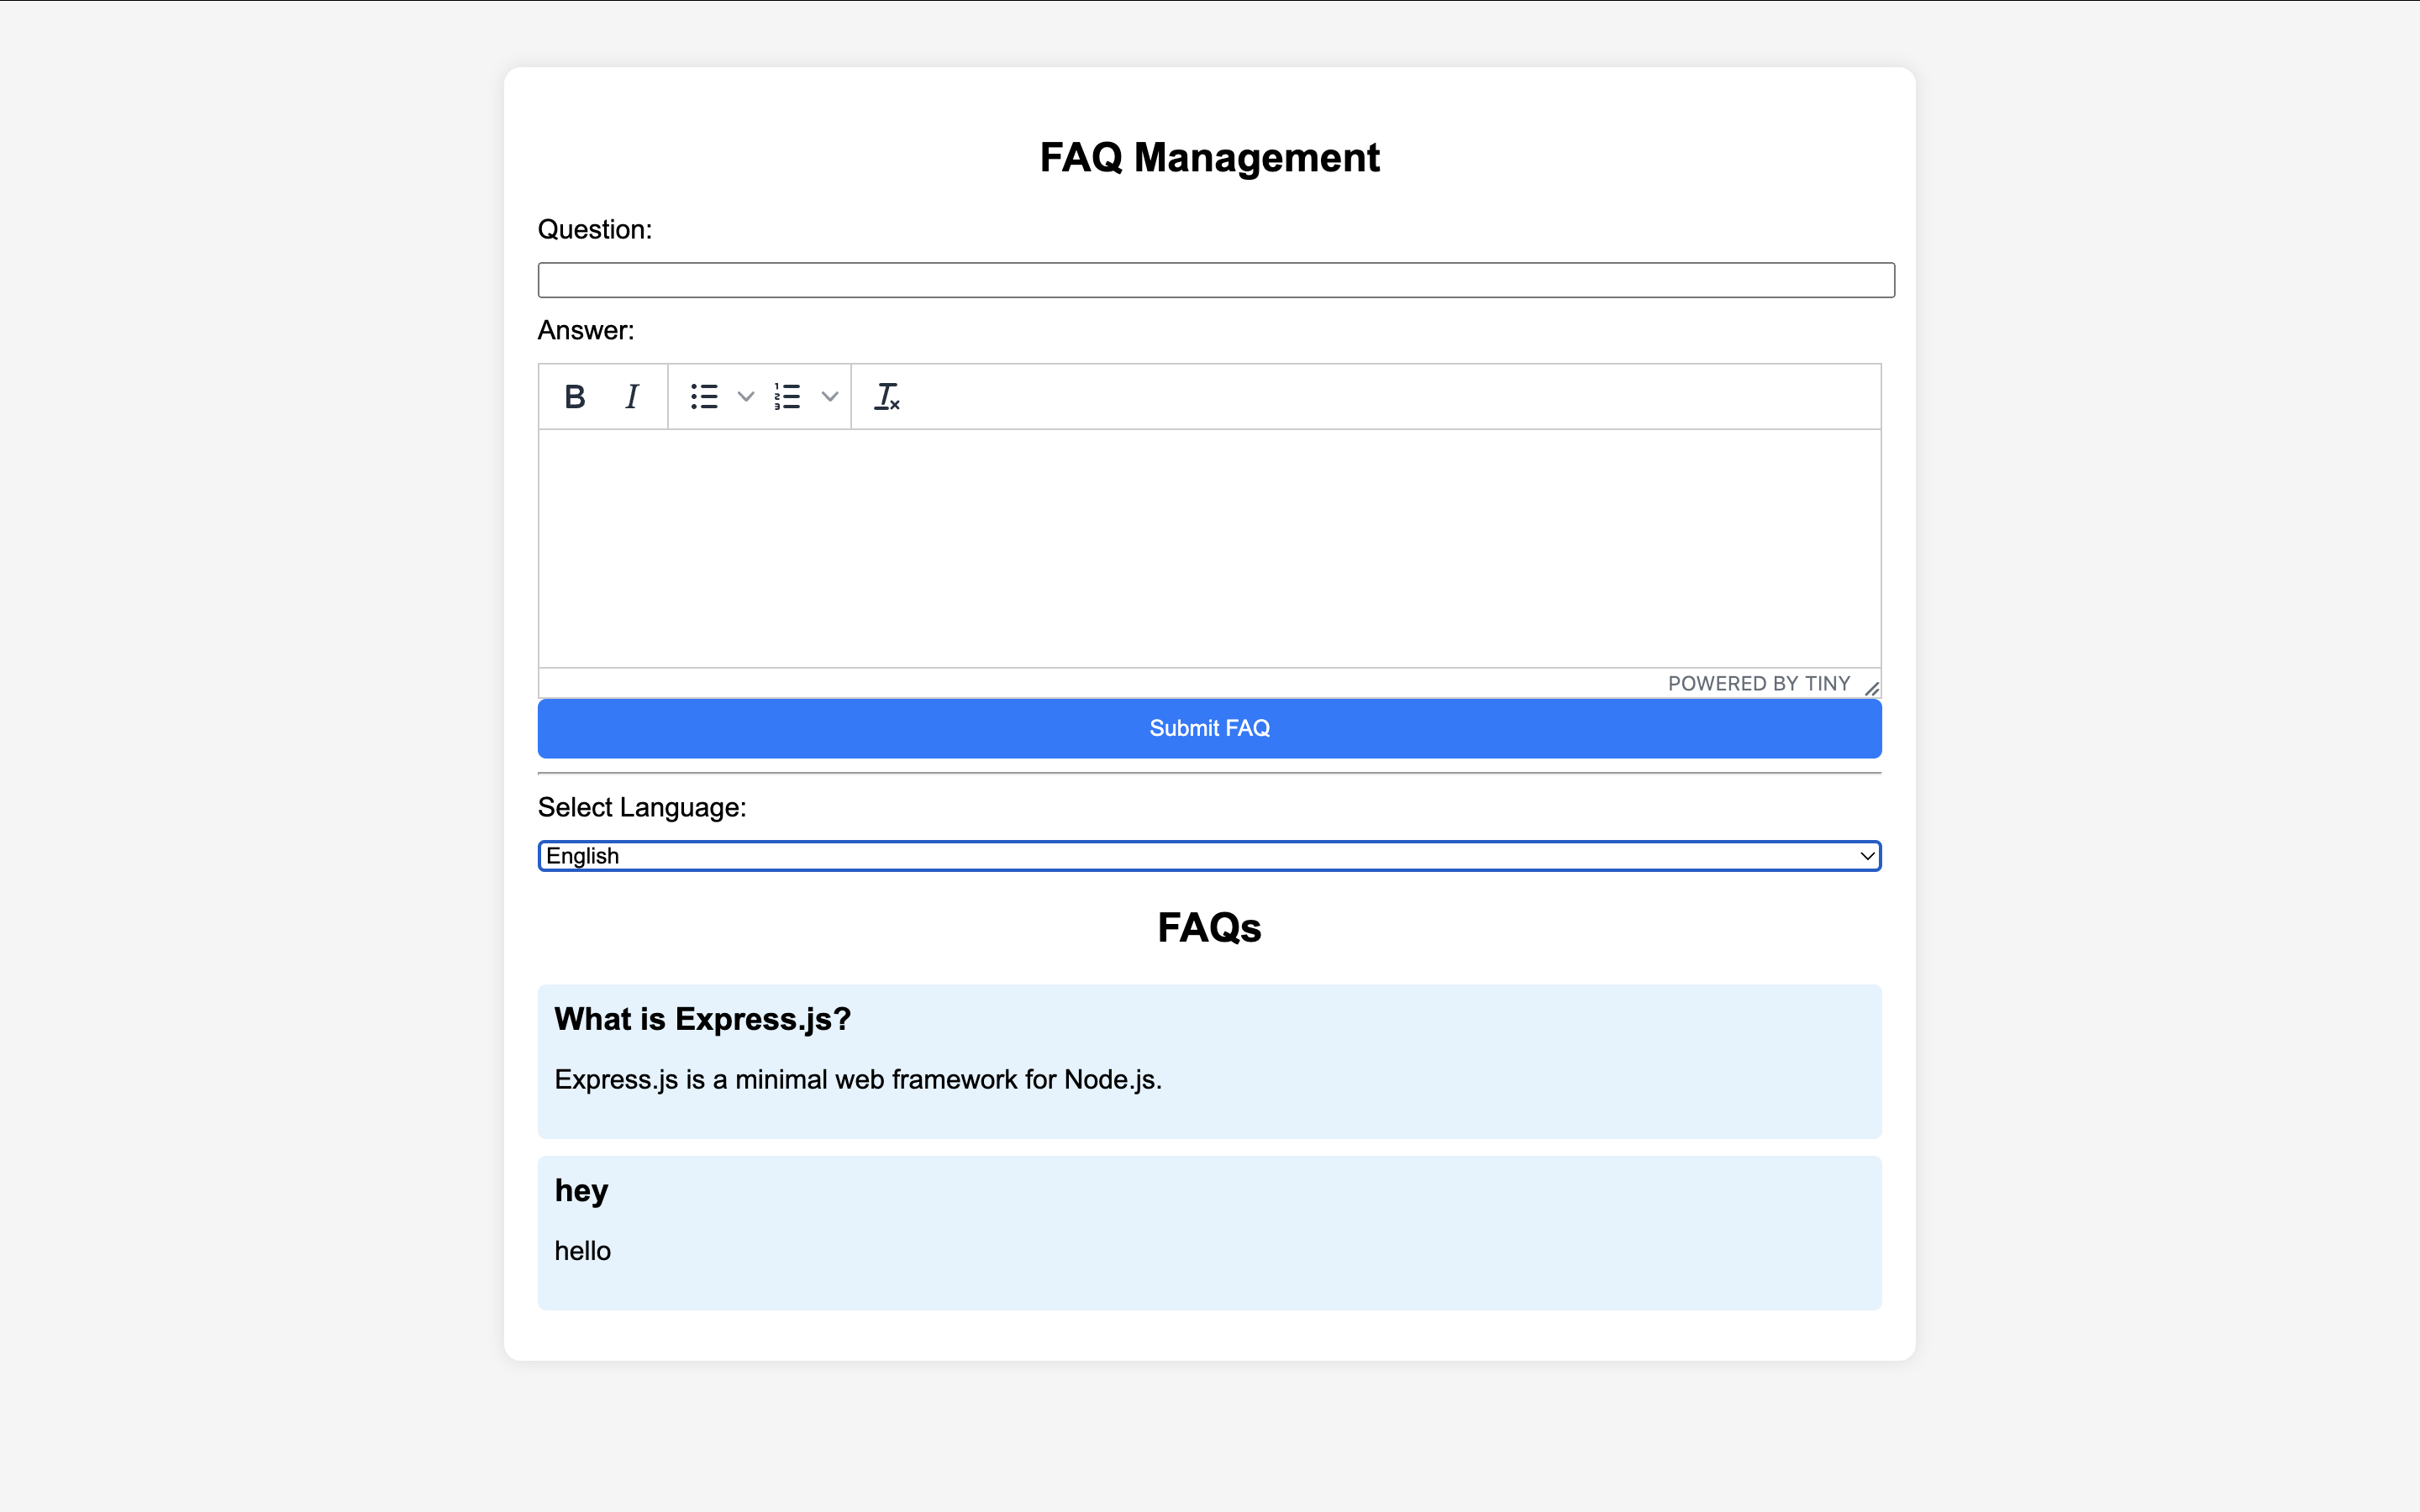 FAQ Management
Question:
Answer:
POWERED BY TINY
Submit FAQ
Select Language:
English
FAQs
What is Express.js?
Express.js is a minimal web framework for Node.js.
hey
hello